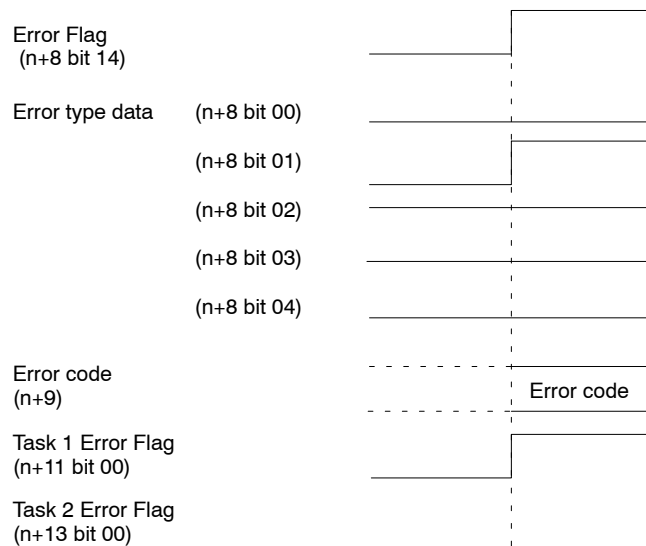 Error Flag
(n+8 bit 14)
Error type data (n+8 bit 00)
(n+8 bit 01)
(n+8 bit 02)
(n+8 bit 03)
(n+8 bit 04)
Error code
(n+9)
Error code
Task 1 Error Flag
(n+11 bit 00)
Task 2 Error Flag
(n+13 bit 00)